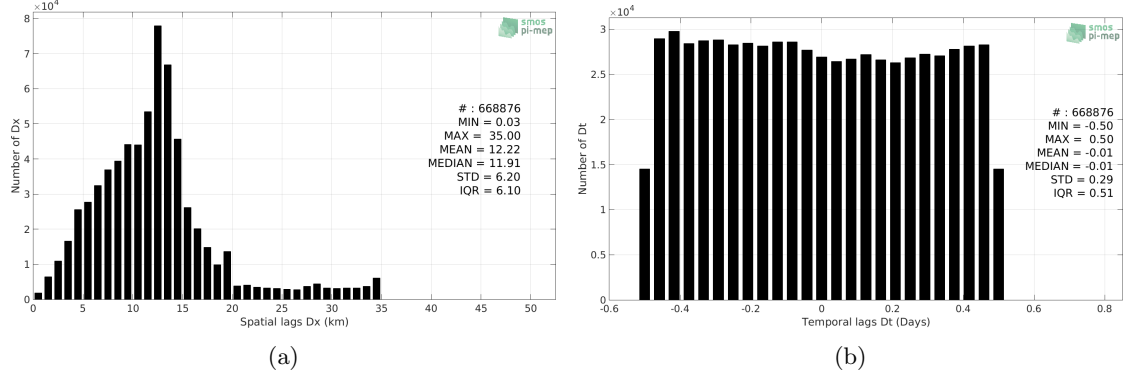 ×10⁴
8
7
6
5
4
3
2
1
0
Number of Dx
smos
pi-mep
# : 668876
MIN = 0.03
MAX = 35.00
MEAN = 12.22
MEDIAN = 11.91
STD = 6.20
IQR = 6.10
0 5 10 15 20 25 30 35 40 45 50
Spatial lags Dx (km)
(a)
×10⁴
3
2.5
2
1.5
1
0.5
0
Number of Dt
smos
pi-mep
# : 668876
MIN = -0.50
MAX = 0.50
MEAN = -0.01
MEDIAN = -0.01
STD = 0.29
IQR = 0.51
-0.6 -0.4 -0.2 0 0.2 0.4 0.6 0.8
Temporal lags Dt (Days)
(b)